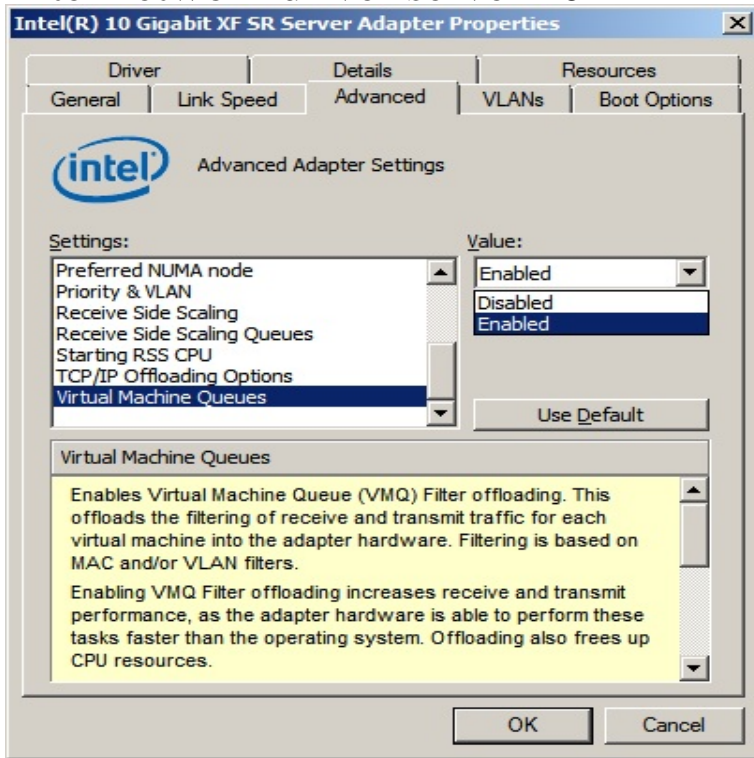 Intel(R) 10 Gigabit XF SR Server Adapter Properties
Driver Details Resources
General Link Speed Advanced VLANs Boot Options
intel Advanced Adapter Settings
Settings:
Preferred NUMA node
Priority & VLAN
Receive Side Scaling
Receive Side Scaling Queues
Starting RSS CPU
TCP/IP Offloading Options
Virtual Machine Queues
Value:
Enabled
Disabled
Enabled
Use Default
Virtual Machine Queues
Enables Virtual Machine Queue (VMQ) Filter offloading. This
offloads the filtering of receive and transmit traffic for each
virtual machine into the adapter hardware. Filtering is based on
MAC and/or VLAN filters.
Enabling VMQ Filter offloading increases receive and transmit
performance, as the adapter hardware is able to perform these
tasks faster than the operating system. Offloading also frees up
CPU resources.
OK Cancel